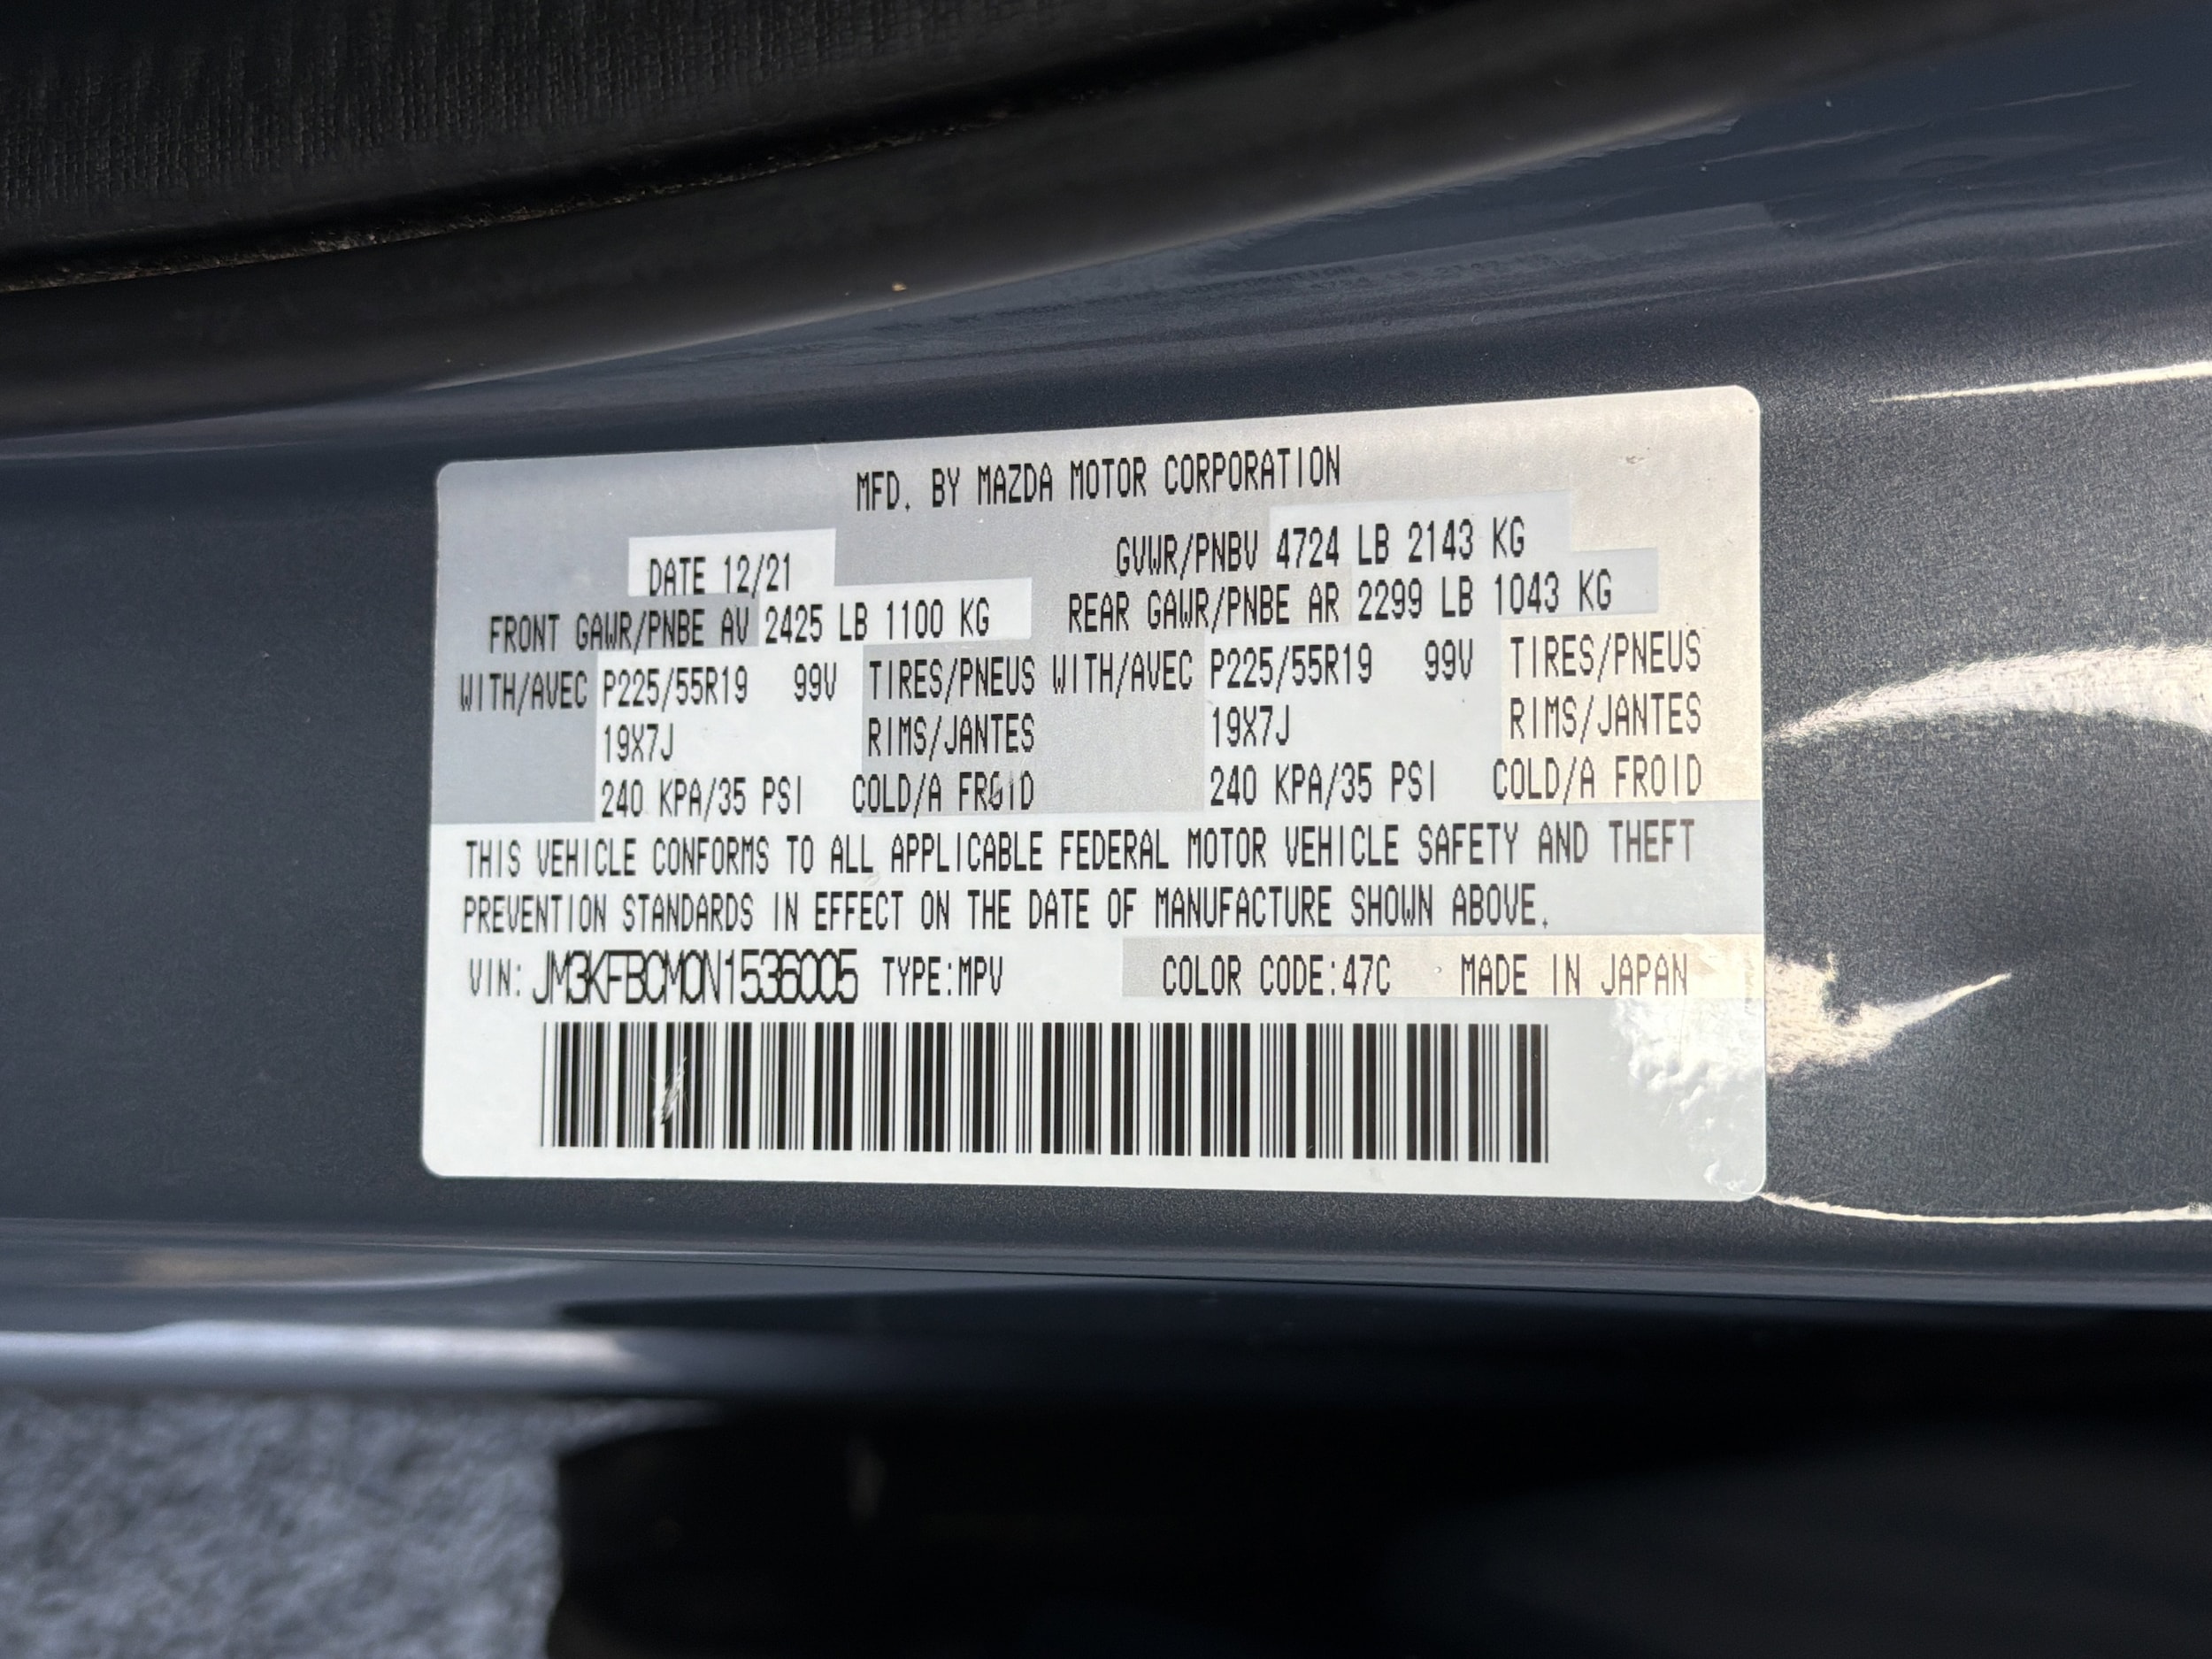 MFD. BY MAZDA MOTOR CORPORATION
DATE 12/21 GVWR/PNBV 4724 LB 2143 KG
FRONT GAWR/PNBE AV 2425 LB 1100 KG REAR GAWR/PNBE AR 2299 LB 1043 KG
WITH/AVEC P225/55R19 99V TIRES/PNEUS WITH/AVEC P225/55R19 99V TIRES/PNEUS
19X7J RIMS/JANTES 19X7J RIMS/JANTES
240 KPA/35 PSI COLD/A FROID 240 KPA/35 PSI COLD/A FROID
THIS VEHICLE CONFORMS TO ALL APPLICABLE FEDERAL MOTOR VEHICLE SAFETY AND THEFT
PREVENTION STANDARDS IN EFFECT ON THE DATE OF MANUFACTURE SHOWN ABOVE.
VIN: JM3KFBCM0N1536005 TYPE:MPV COLOR CODE:47C MADE IN JAPAN